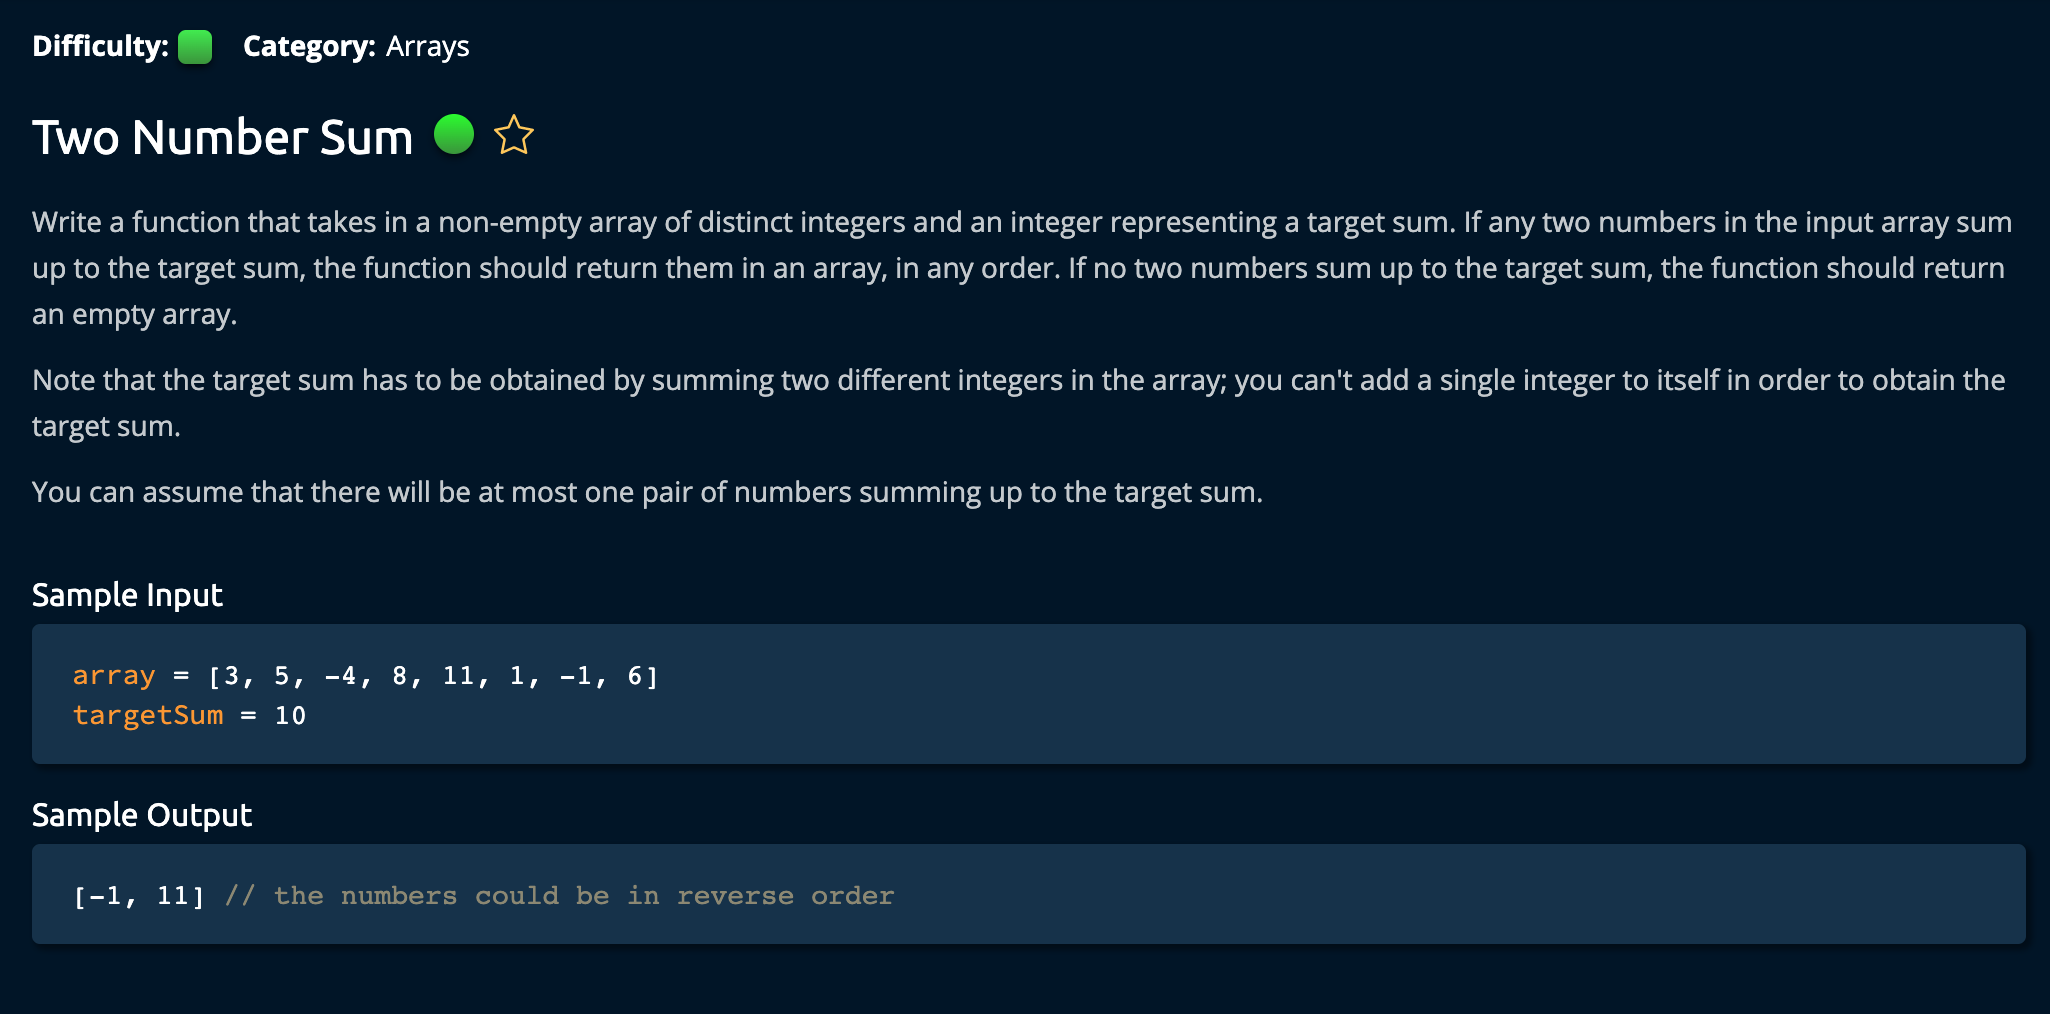 Difficulty: Category: Arrays
Two Number Sum
Write a function that takes in a non-empty array of distinct integers and an integer representing a target sum. If any two numbers in the input array sum
up to the target sum, the function should return them in an array, in any order. If no two numbers sum up to the target sum, the function should return
an empty array.
Note that the target sum has to be obtained by summing two different integers in the array; you can't add a single integer to itself in order to obtain the
target sum.
You can assume that there will be at most one pair of numbers summing up to the target sum.
Sample Input
array = [3, 5, -4, 8, 11, 1, -1, 6]
targetSum = 10
Sample Output
[-1, 11] // the numbers could be in reverse order